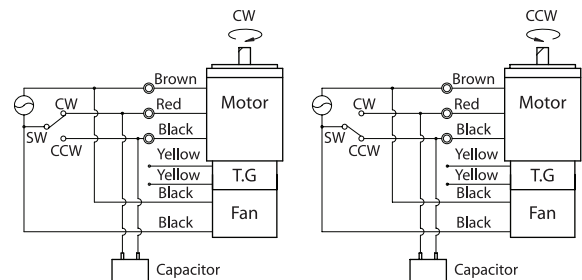 CW
Brown
CW
Red
Motor
SW
Black
CCW
Yellow
Yellow
T.G
Black
Fan
Black
Capacitor
CCW
Brown
CW
Red
Motor
SW
Black
CCW
Yellow
Yellow
T.G
Black
Fan
Black
Capacitor